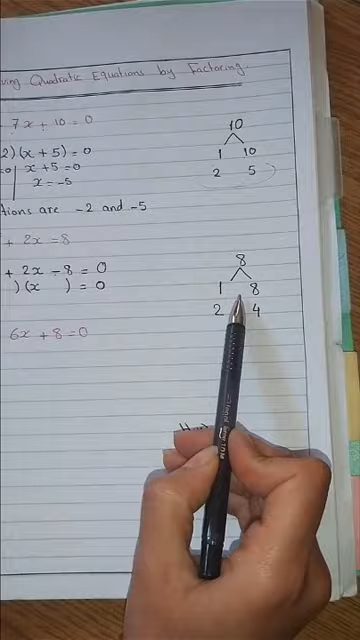 ing Quadratic Equations by Factoring.
7x + 10 = 0
2) (x + 5) = 0
=0 | x + 5 = 0
x = -5
tions are -2 and -5
+ 2x = 8
+ 2x - 8 = 0
) (x ) = 0
6x + 8 = 0
10
1 10
2 5
8
1 8
2 4